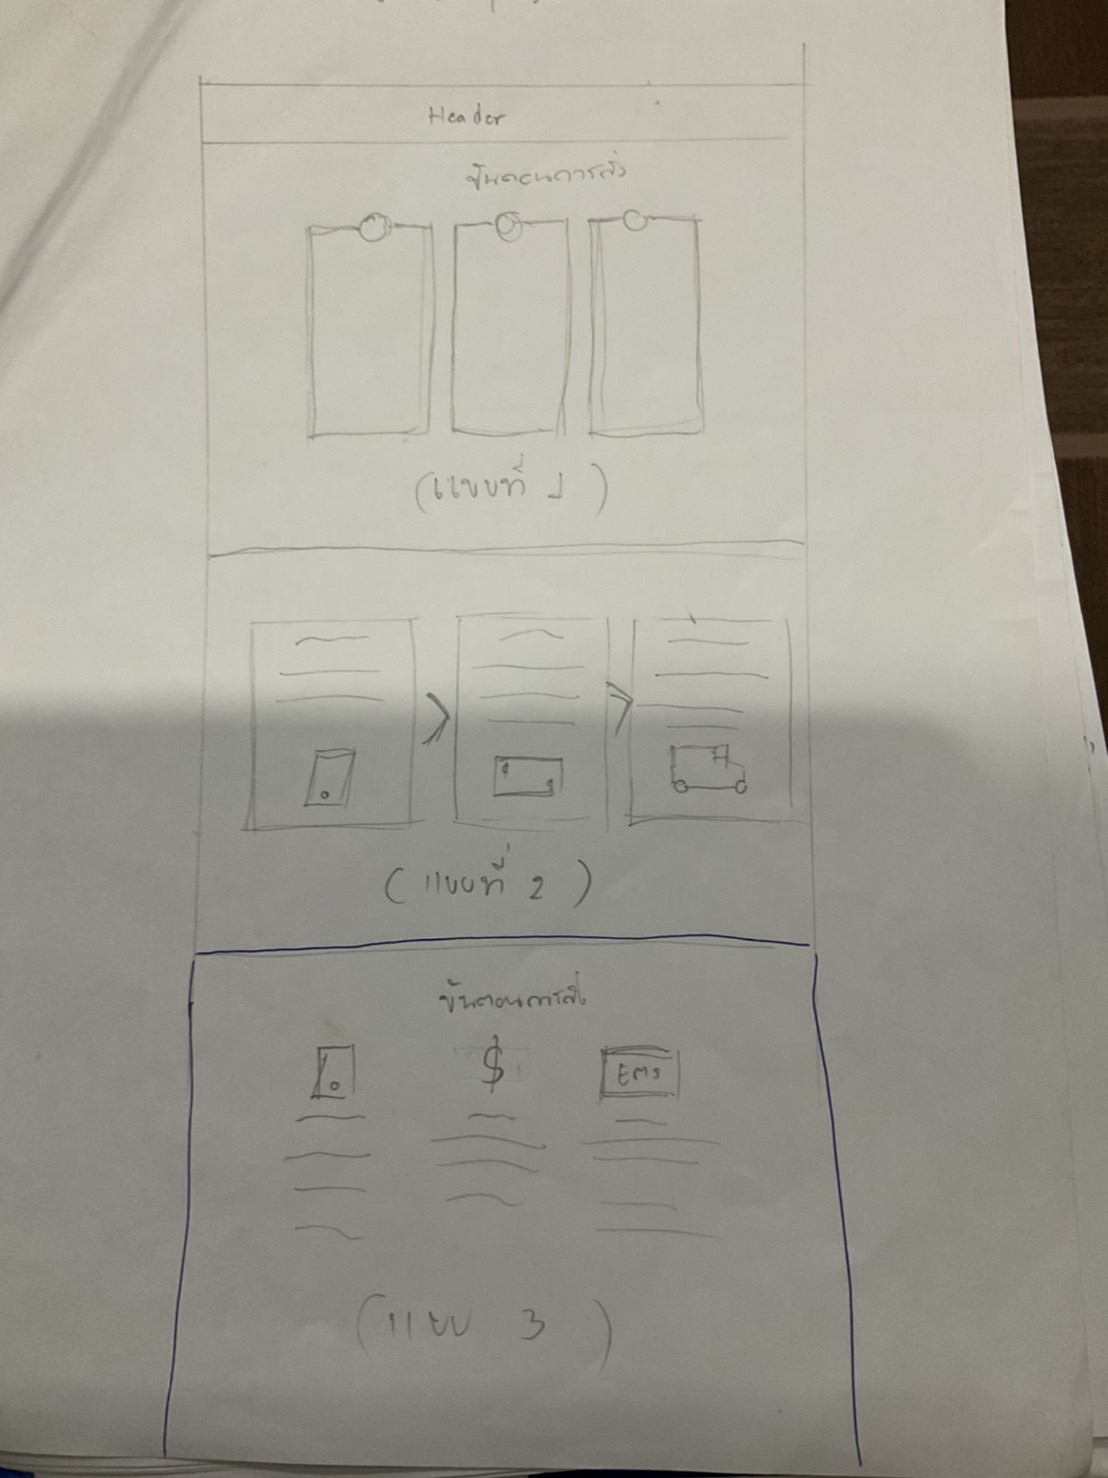 Header
ขั้นตอนการสั่ง
(แบบที่ 1)
(แบบที่ 2)
ขั้นตอนการสั่ง
$
EMS
(แบบ 3)